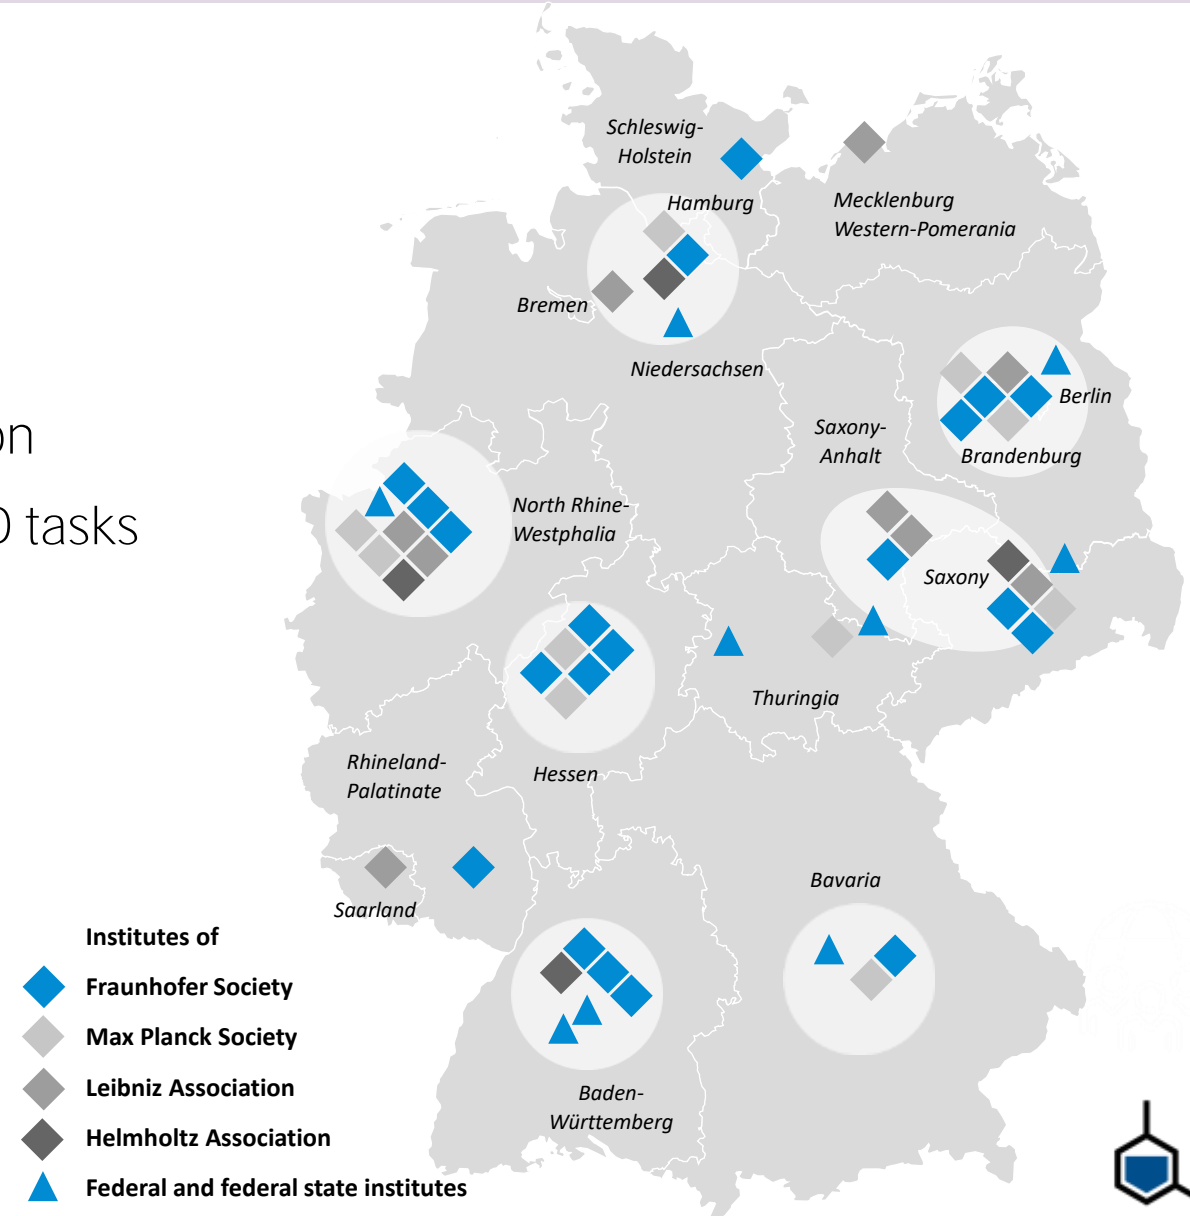 Schleswig-
Holstein
Hamburg
Mecklenburg
Western-Pomerania
Bremen
Niedersachsen
Berlin
Brandenburg
Saxony-
Anhalt
on
0 tasks
North Rhine-
Westphalia
Saxony
Thuringia
Rhineland-
Palatinate
Hessen
Saarland
Bavaria
Baden-
Württemberg
Institutes of
Fraunhofer Society
Max Planck Society
Leibniz Association
Helmholtz Association
Federal and federal state institutes